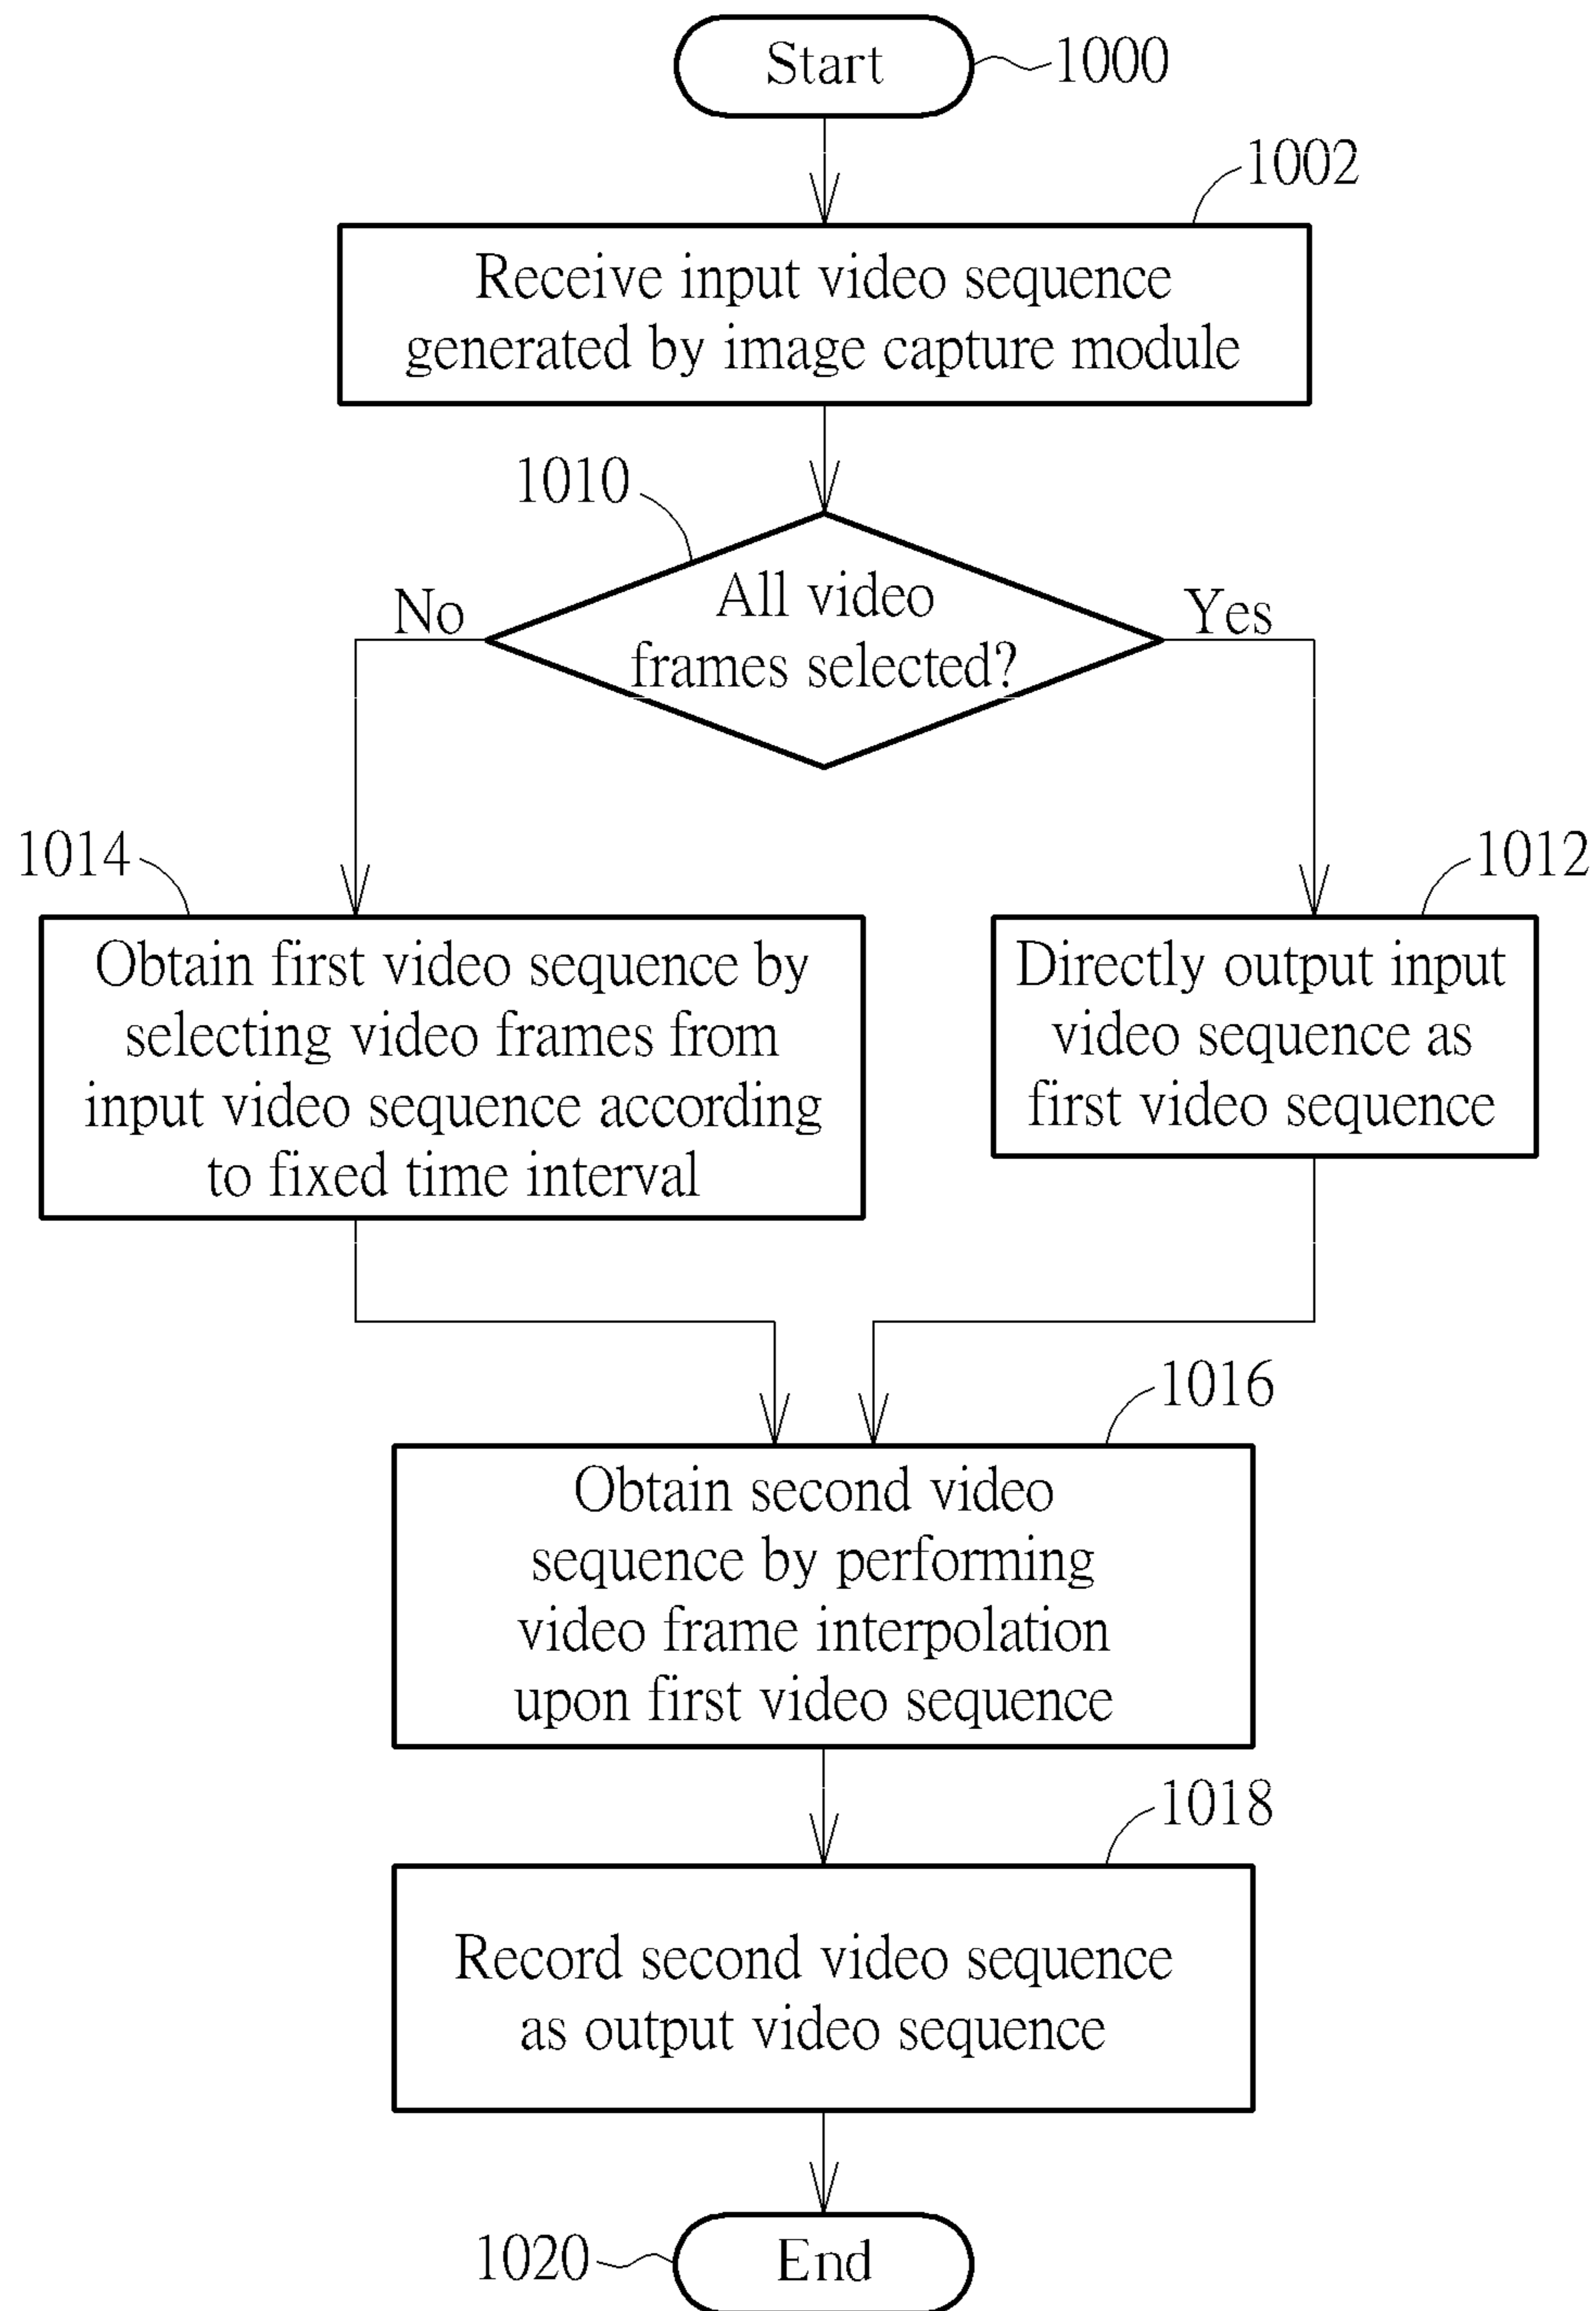 Start
1000
1002
Receive input video sequence
generated by image capture module
1010
All video
frames selected?
No
Yes
1014
1012
Obtain first video sequence by
selecting video frames from
input video sequence according
to fixed time interval
Directly output input
video sequence as
first video sequence
1016
Obtain second video
sequence by performing
video frame interpolation
upon first video sequence
1018
Record second video sequence
as output video sequence
1020
End